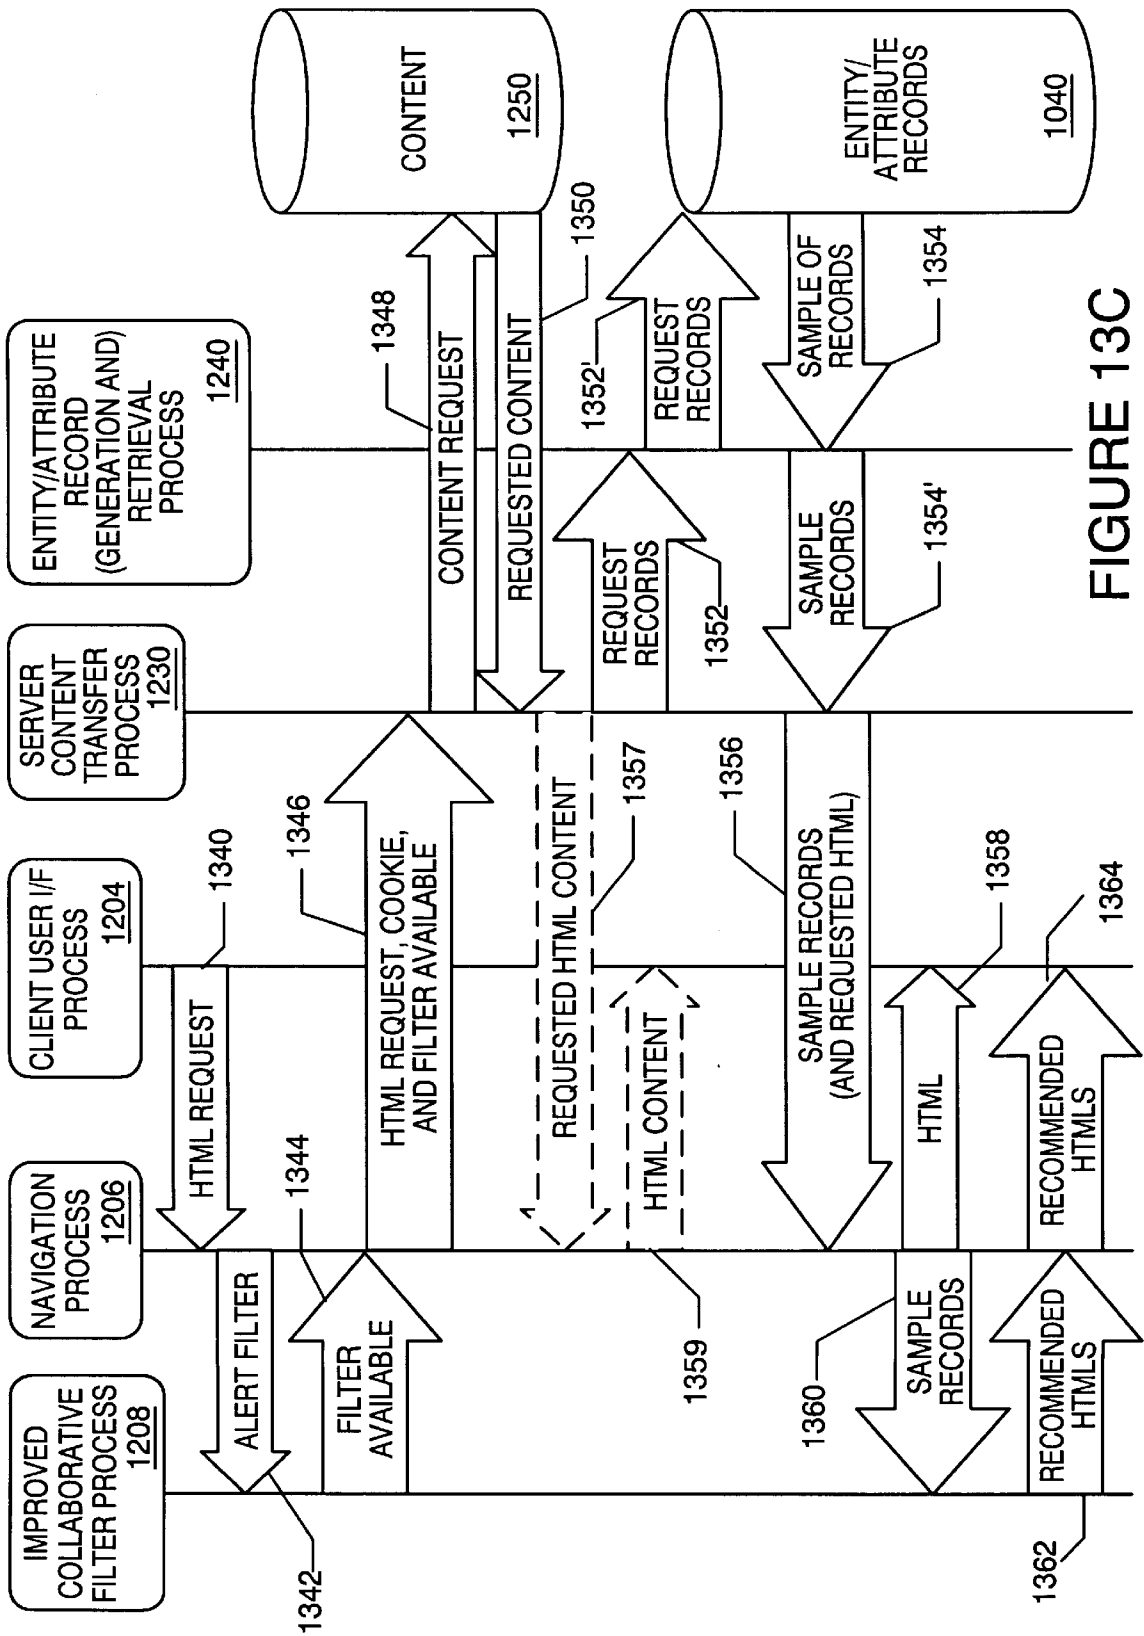 IMPROVED
COLLABORATIVE
FILTER PROCESS
1208
NAVIGATION
PROCESS
1206
CLIENT USER I/F
PROCESS
1204
SERVER
CONTENT
TRANSFER
PROCESS
1230
ENTITY/ATTRIBUTE
RECORD
(GENERATION AND)
RETRIEVAL
PROCESS
1240
CONTENT
1250
ENTITY/
ATTRIBUTE
RECORDS
1040
HTML REQUEST
1340
ALERT FILTER
1342
FILTER
AVAILABLE
1344
HTML REQUEST, COOKIE,
AND FILTER AVAILABLE
1346
CONTENT REQUEST
1348
REQUESTED CONTENT
1350
REQUESTED HTML CONTENT
1357
REQUEST
RECORDS
1352
REQUEST
RECORDS
1352'
HTML CONTENT
1359
SAMPLE OF
RECORDS
1354
SAMPLE
RECORDS
1354'
SAMPLE RECORDS
(AND REQUESTED HTML)
1356
HTML
1358
SAMPLE
RECORDS
1360
RECOMMENDED
HTMLS
1362
RECOMMENDED
HTMLS
1364
FIGURE 13C